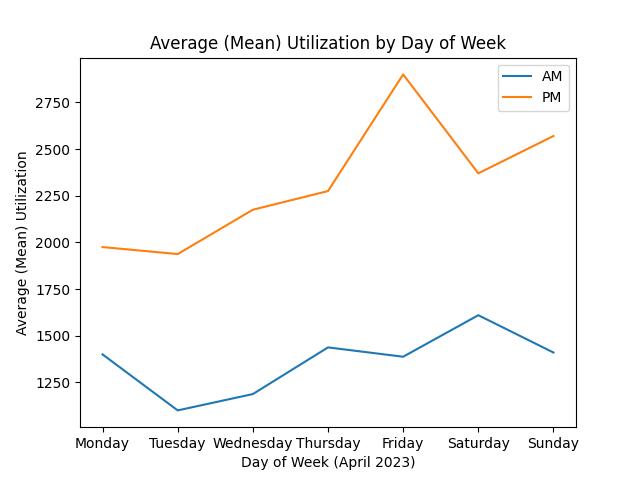 Average (Mean) Utilization by Day of Week
AM
PM
Average (Mean) Utilization
2750
2500
2250
2000
1750
1500
1250
Monday Tuesday Wednesday Thursday Friday Saturday Sunday
Day of Week (April 2023)